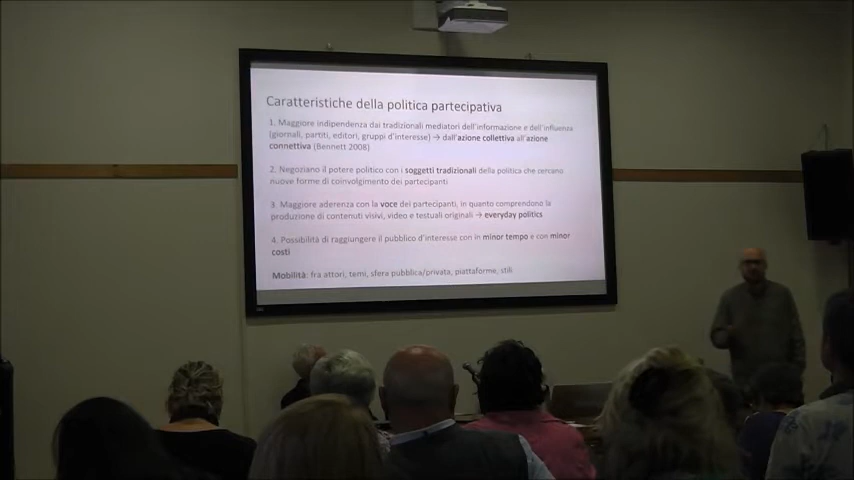 Caratteristiche della politica partecipativa
1. Maggiore indipendenza dai tradizionali mediatori dell'informazione e dell'influenza
(giornali, partiti, editori, gruppi d'interesse) → dall'azione collettiva all'azione
connettiva (Bennett 2008)
2. Negoziano il potere politico con i soggetti tradizionali della politica che cercano
nuove forme di coinvolgimento dei partecipanti
3. Maggiore aderenza con la voce dei partecipanti, in quanto comprendono la
produzione di contenuti visivi, video e testuali originali → everyday politics
4. Possibilità di raggiungere il pubblico d'interesse con in minor tempo e con minor
costi
Mobilità: fra attori, temi, sfera pubblica/privata, piattaforme, stili